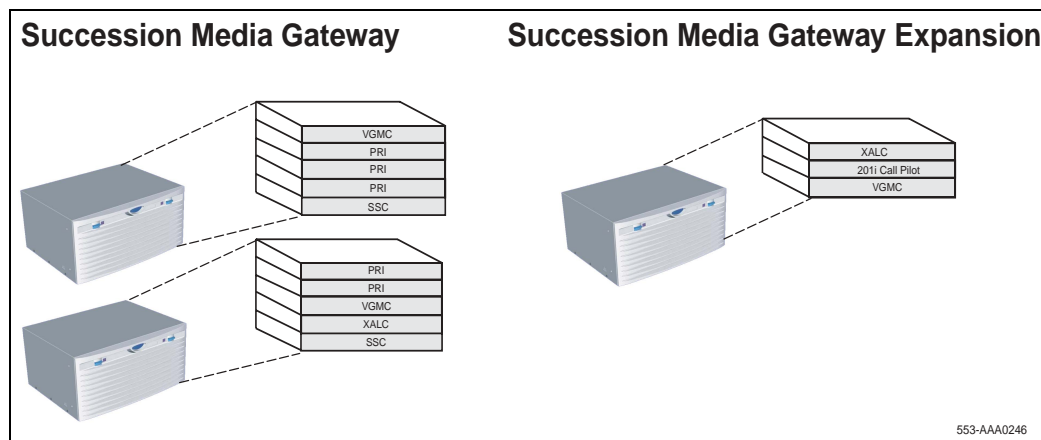 Succession Media Gateway
Succession Media Gateway Expansion
VGMC
PRI
PRI
PRI
SSC
PRI
PRI
VGMC
XALC
SSC
XALC
201i Call Pilot
VGMC
553-AAA0246